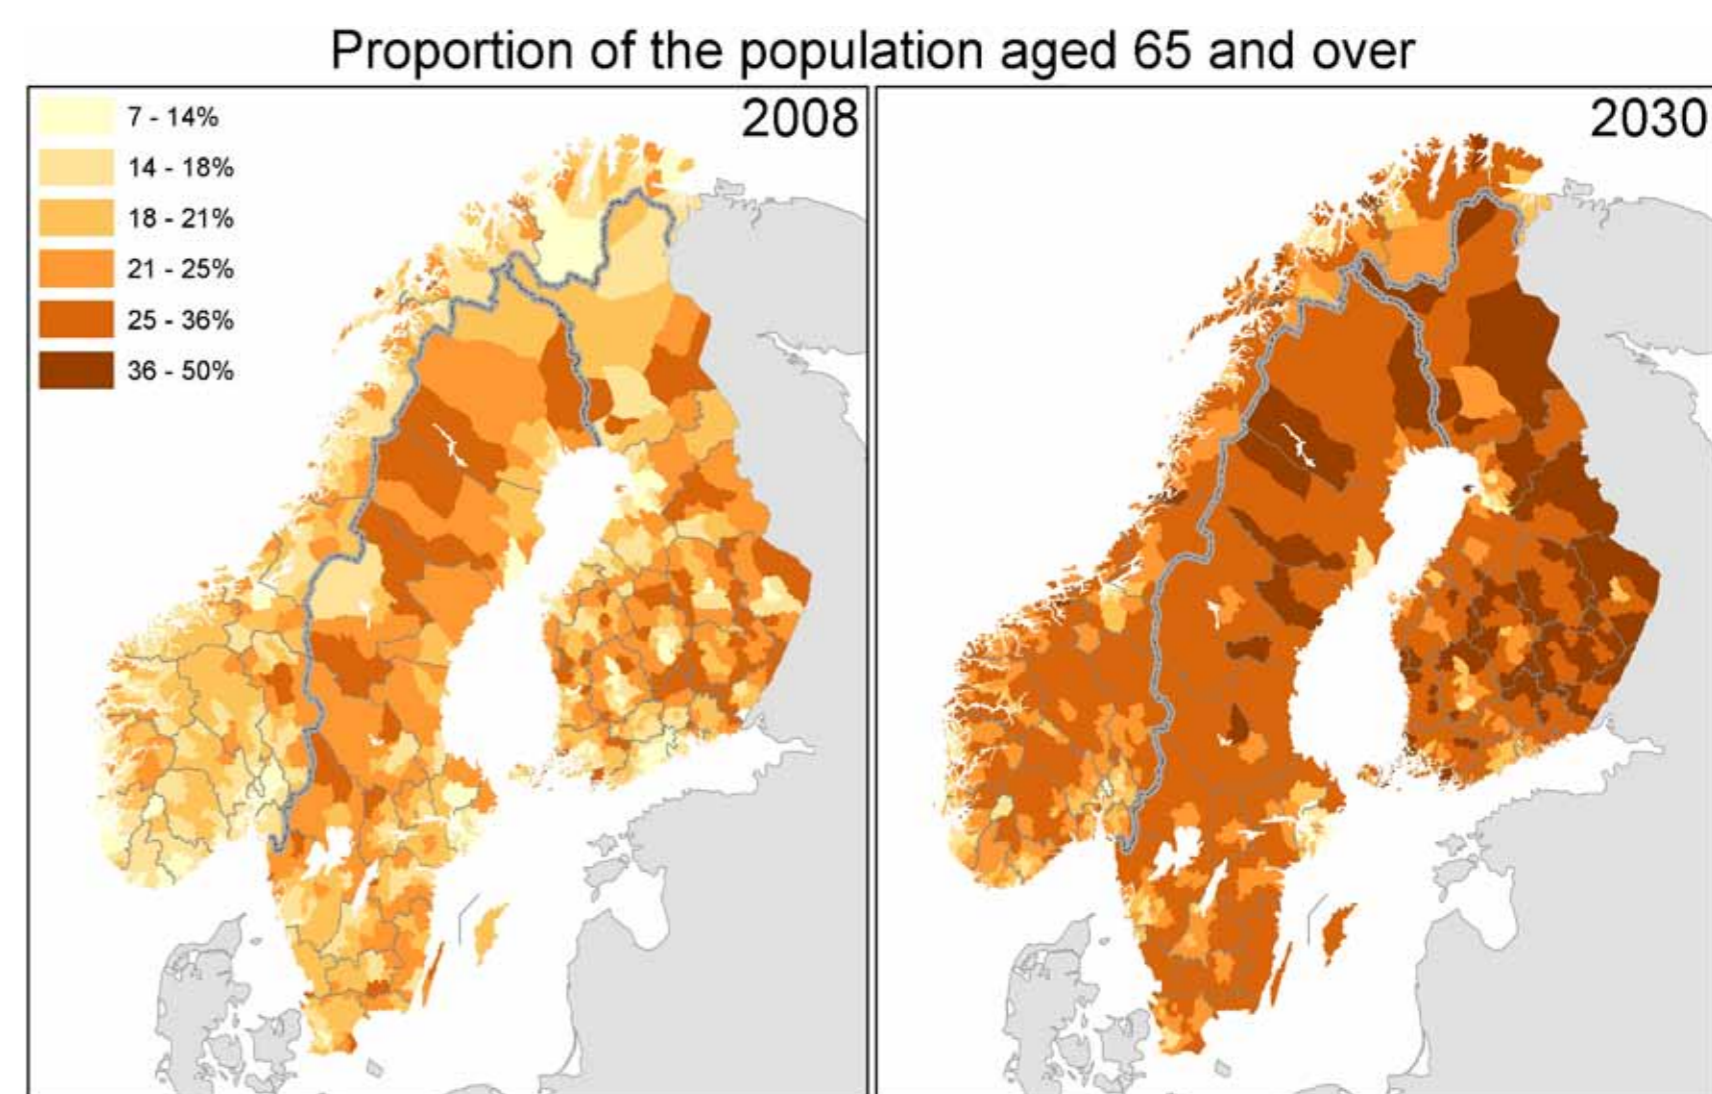 Proportion of the population aged 65 and over
2008
7 - 14%
14 - 18%
18 - 21%
21 - 25%
25 - 36%
36 - 50%
2030